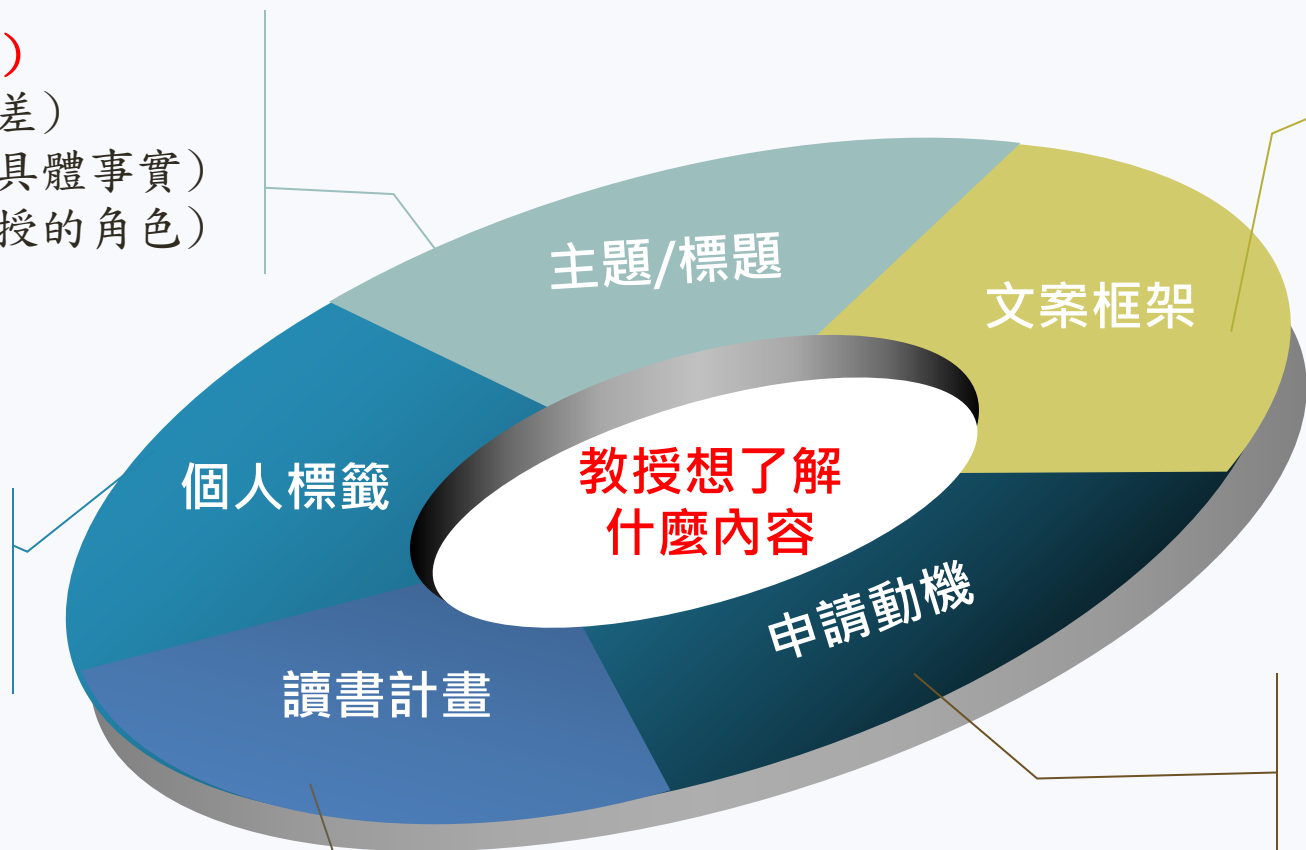 ）
差）
具體事實）
授的角色）
主題/標題
文案框架
個人標籤
教授想了解
什麼內容
申請動機
讀書計畫